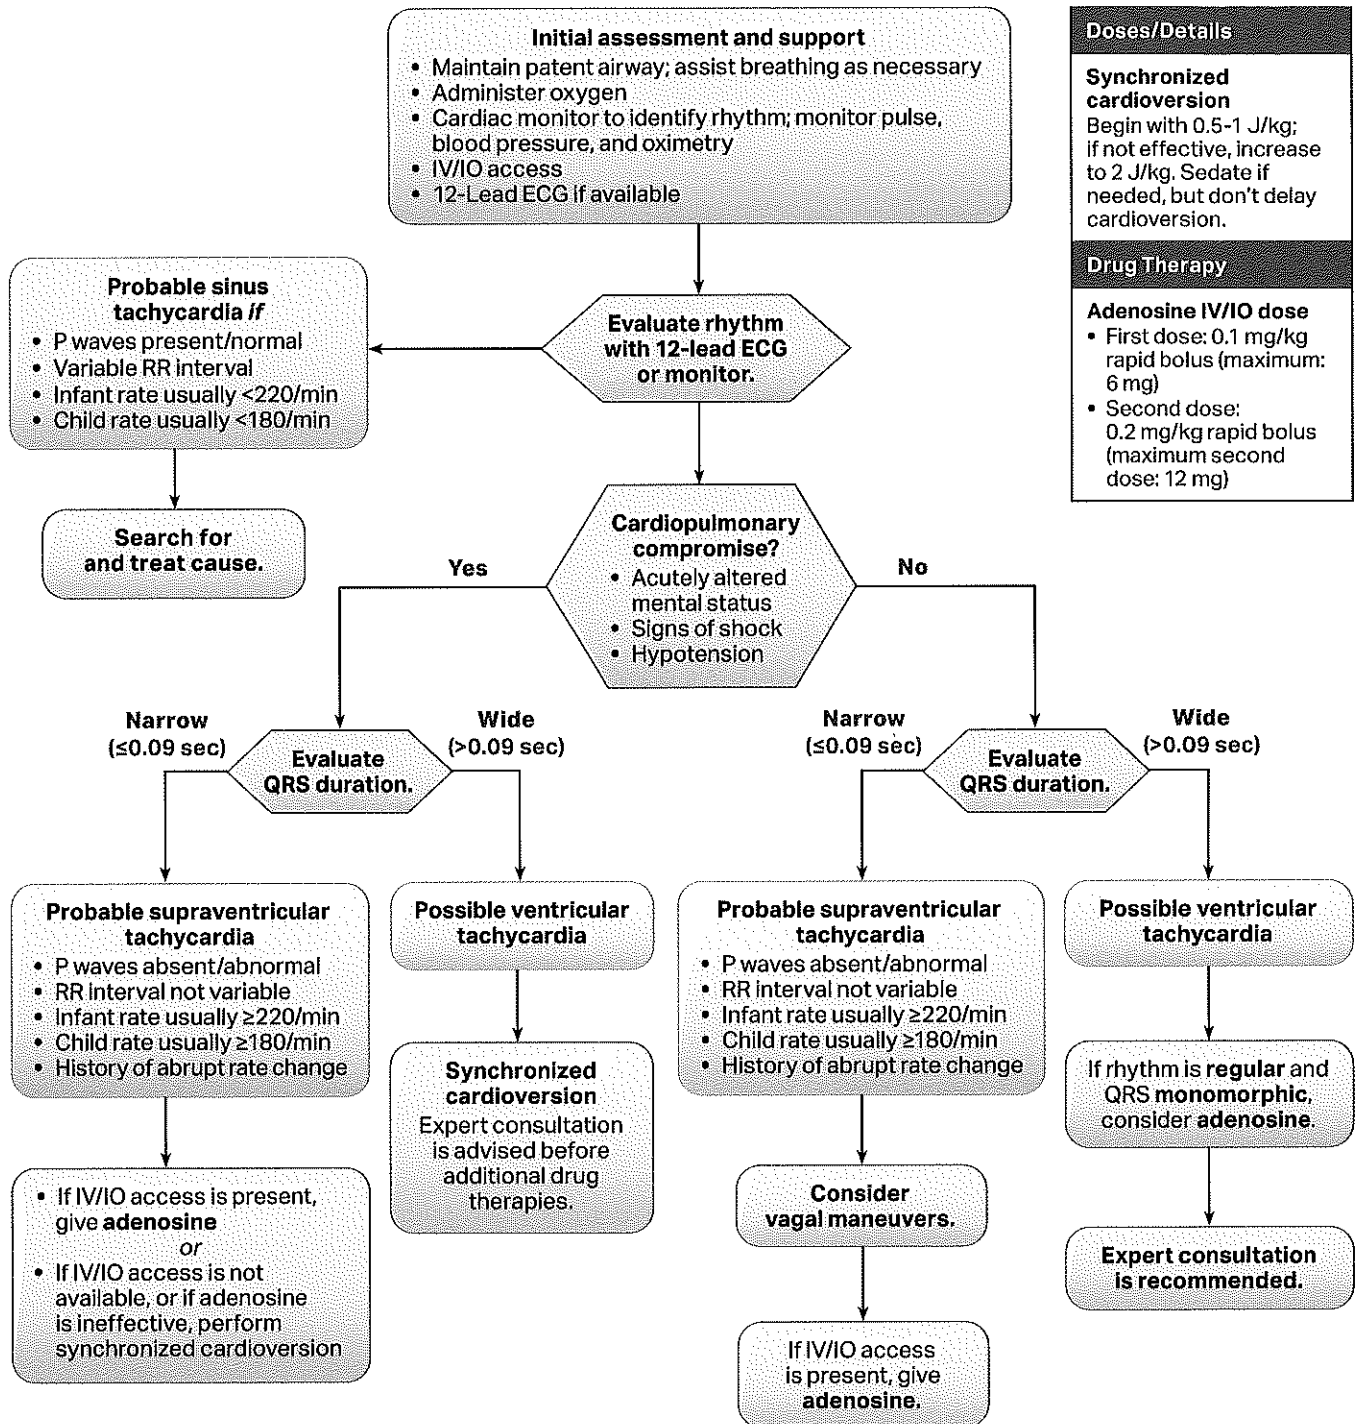 Initial assessment and support
• Maintain patent airway; assist breathing as necessary
• Administer oxygen
• Cardiac monitor to identify rhythm; monitor pulse,
blood pressure, and oximetry
• IV/IO access
• 12-Lead ECG if available
Doses/Details
Synchronized
cardioversion
Begin with 0.5-1 J/kg;
if not effective, increase
to 2 J/kg. Sedate if
needed, but don't delay
cardioversion.
Drug Therapy
Adenosine IV/IO dose
• First dose: 0.1 mg/kg
rapid bolus (maximum:
6 mg)
• Second dose:
0.2 mg/kg rapid bolus
(maximum second
dose: 12 mg)
Probable sinus
tachycardia if
• P waves present/normal
• Variable RR interval
• Infant rate usually <220/min
• Child rate usually <180/min
Evaluate rhythm
with 12-lead ECG
or monitor.
Search for
and treat cause.
Cardiopulmonary
compromise?
• Acutely altered
mental status
• Signs of shock
• Hypotension
Yes
No
Narrow
(≤0.09 sec)
Wide
(>0.09 sec)
Evaluate
QRS duration.
Narrow
(≤0.09 sec)
Wide
(>0.09 sec)
Evaluate
QRS duration.
Probable supraventricular
tachycardia
• P waves absent/abnormal
• RR interval not variable
• Infant rate usually ≥220/min
• Child rate usually ≥180/min
• History of abrupt rate change
Possible ventricular
tachycardia
Probable supraventricular
tachycardia
• P waves absent/abnormal
• RR interval not variable
• Infant rate usually ≥220/min
• Child rate usually ≥180/min
• History of abrupt rate change
Possible ventricular
tachycardia
• If IV/IO access is present,
give adenosine
or
• If IV/IO access is not
available, or if adenosine
is ineffective, perform
synchronized cardioversion
Synchronized
cardioversion
Expert consultation
is advised before
additional drug
therapies.
Consider
vagal maneuvers.
If IV/IO access
is present, give
adenosine.
If rhythm is regular and
QRS monomorphic,
consider adenosine.
Expert consultation
is recommended.